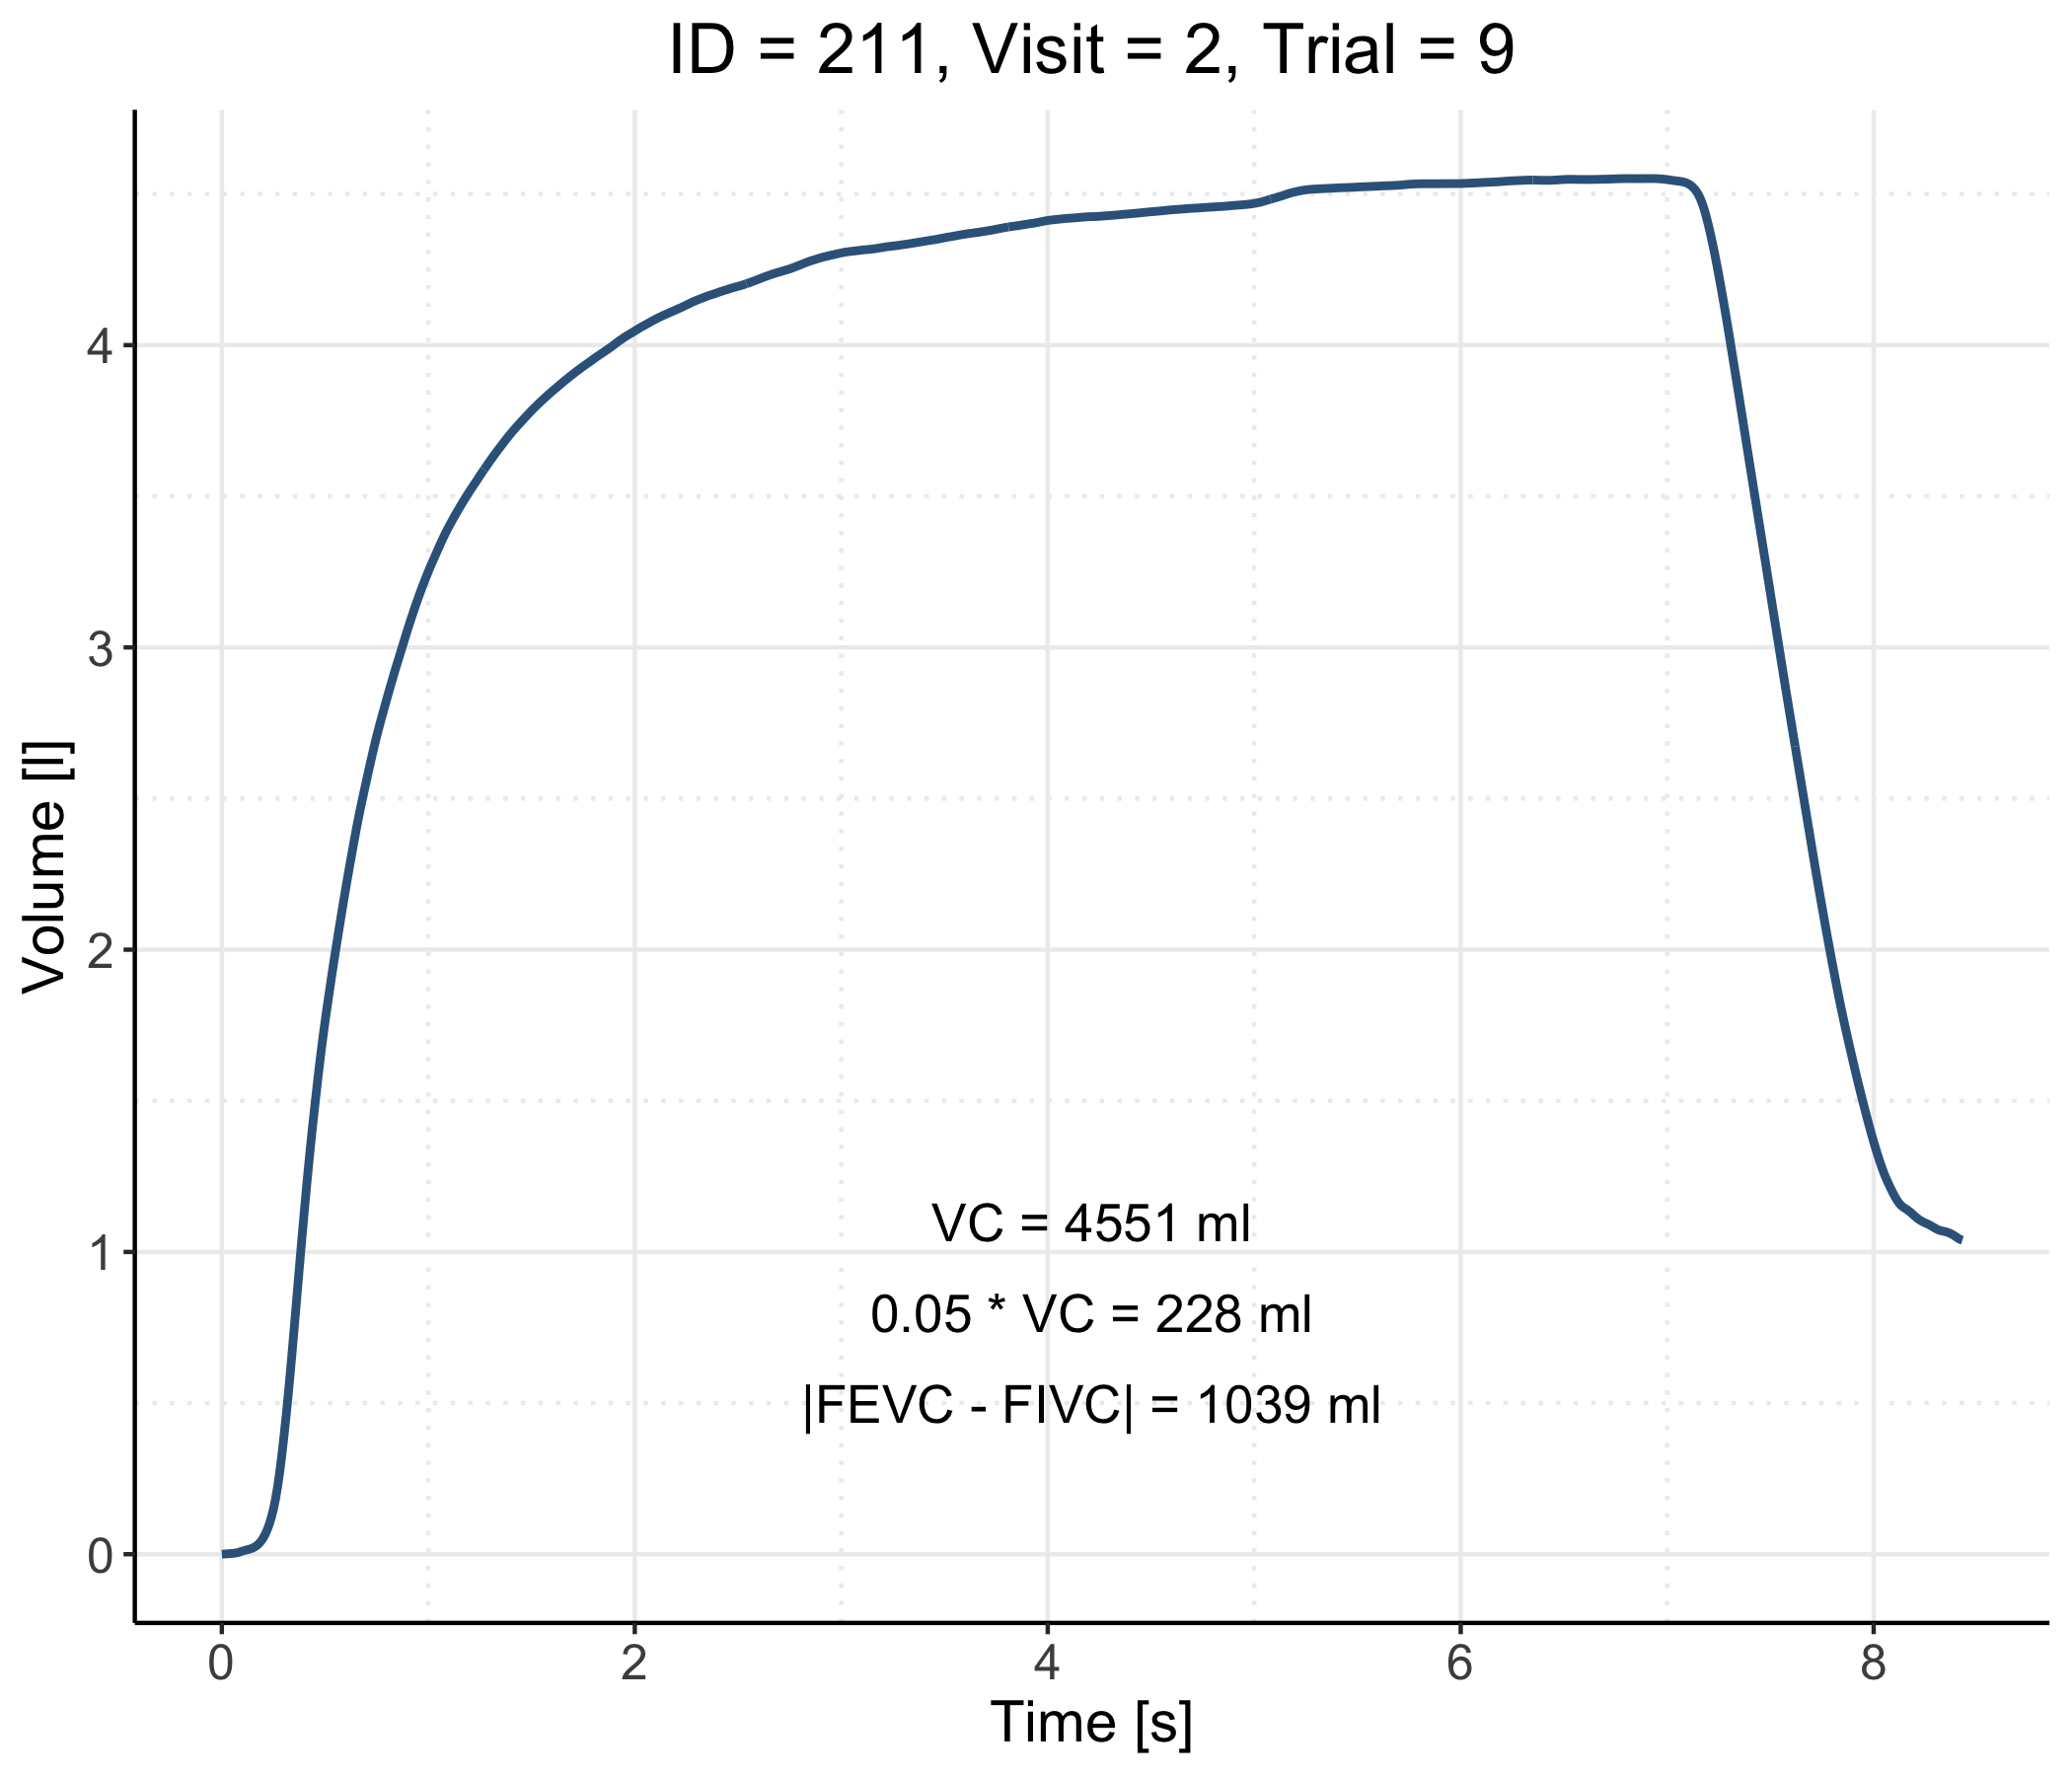 ID = 211, Visit = 2, Trial = 9
Volume [l]
4
3
2
1
0
VC = 4551 ml
0.05 * VC = 228 ml
|FEVC - FIVC| = 1039 ml
0 2 4 6 8
Time [s]